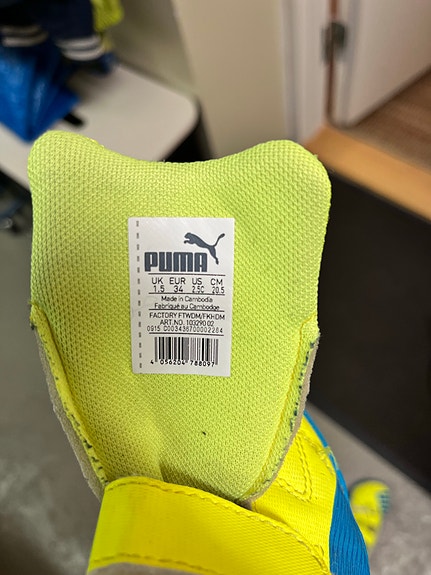 PUMA
UK EUR US CM
1.5 34 2.5C 20.5
Made in Cambodia
Fabriqué au Cambodge
FACTORY FTWDM/FKHDM
ART.NO. 103290 02
0915 C003436700002284
4 056204 788097